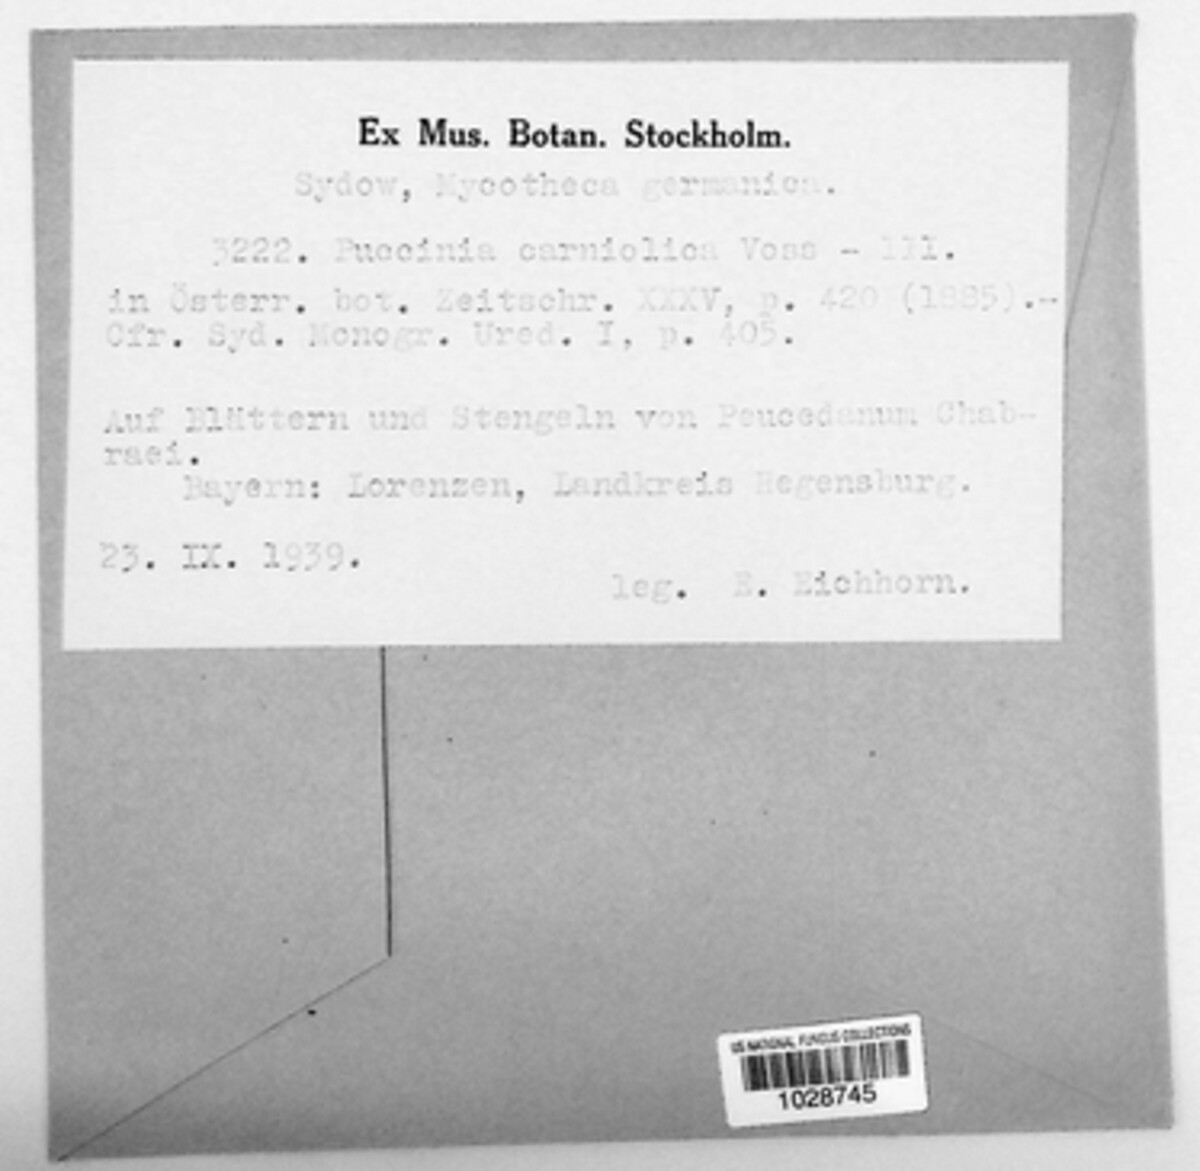 Ex Mus. Botan. Stockholm.
Sydow, Mycotheca germanica.
3222. Puccinia carniolica Voss - III.
in Österr. bot. Zeitschr. XXXV, p. 420 (1885).-
Cfr. Syd. Monogr. Ured. I, p. 405.
Auf Blättern und Stengeln von Peucedanum Chab-
raei.
Bayern: Lorenzen, Landkreis Regensburg.
23. IX. 1939.
leg. E. Eichhorn.
US NATIONAL FUNGUS COLLECTIONS
1028745